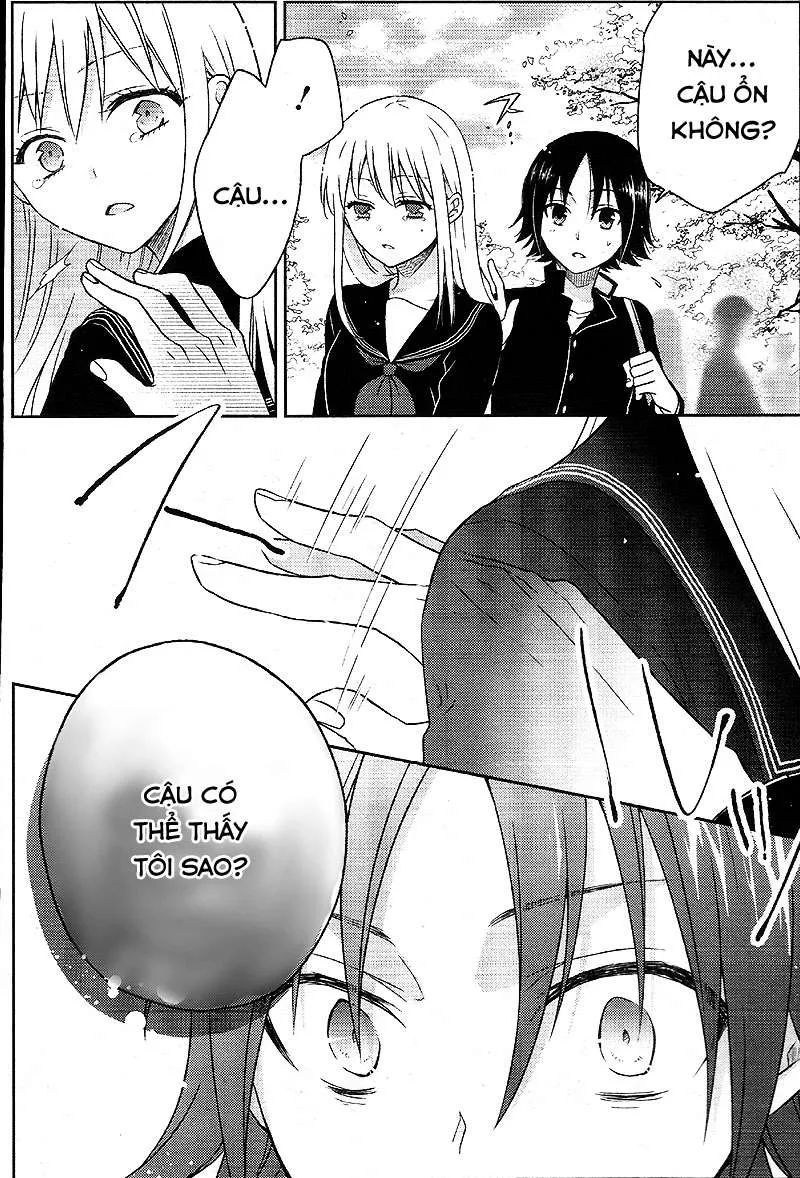 NÀY...
CẬU ỔN
KHÔNG?
!
CẬU...
CẬU CÓ
THỂ THẤY
TÔI SAO?